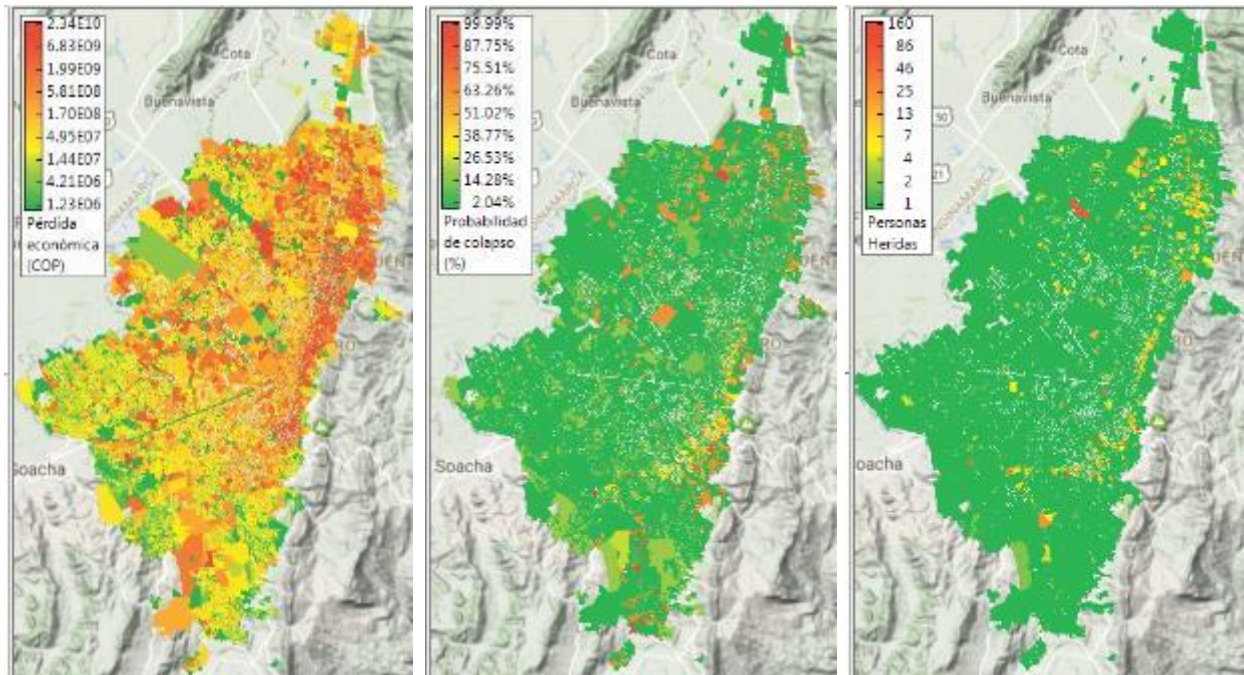 2.34E10
6.83E09
1.99E09
5.81E08
1.70E08
4.95E07
1.44E07
4.21E06
1.23E06
Pérdida
económica
(COP)
Cota
Buenavista
Soacha
99.99%
87.75%
75.51%
63.26%
51.02%
38.77%
26.53%
14.28%
2.04%
Probabilidad
de colapso
(%)
Cota
Buenavista
Soacha
160
86
46
25
13
7
4
2
1
Personas
Heridas
Cota
Buenavista
50
21
Soacha